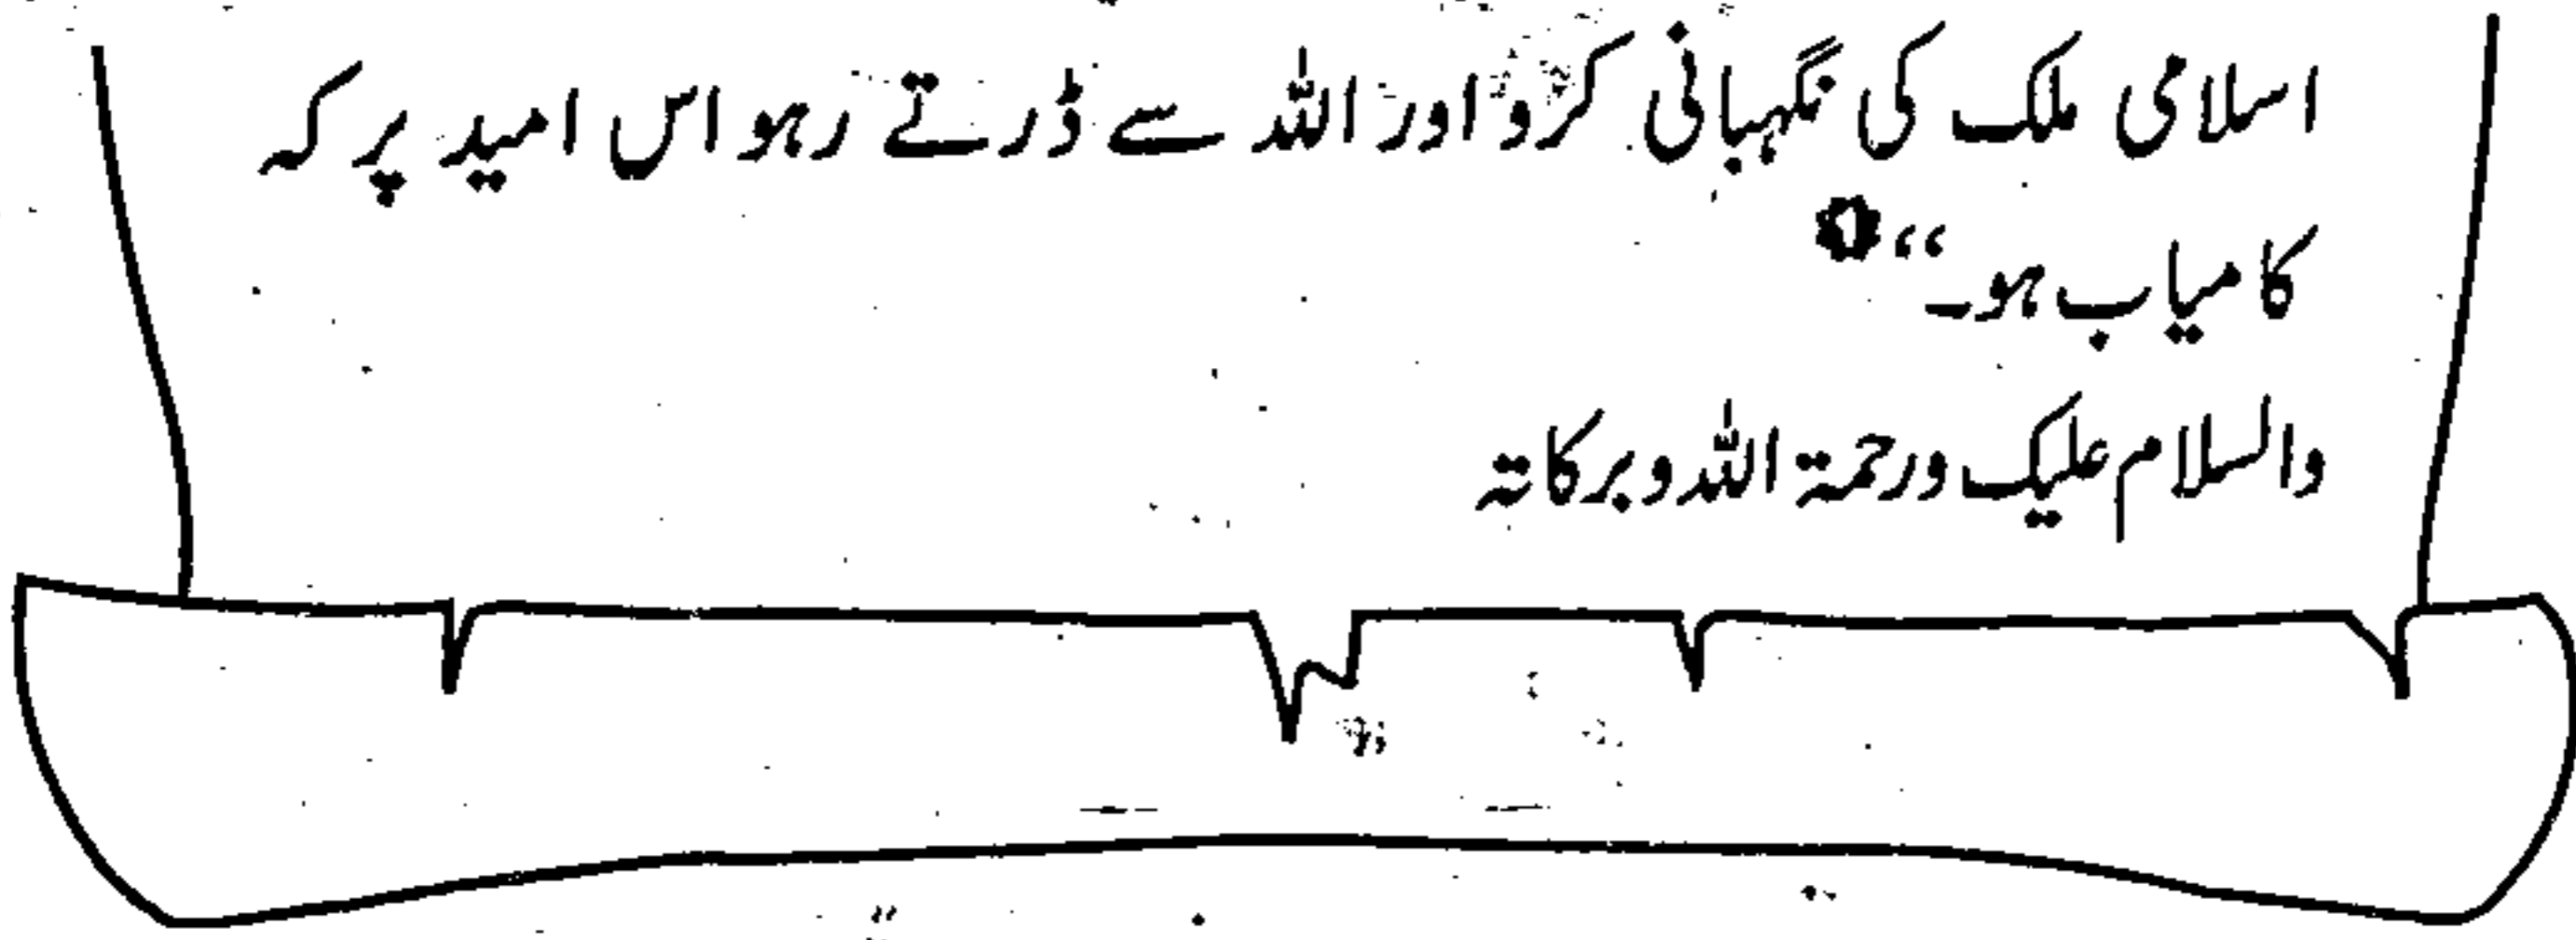 اسلامی ملک کی نگہبانی کرو اور اللہ سے ڈرتے رہو اس امید پر کہ
کامیاب ہو۔“
والسلام علیک ورحمۃ اللہ وبرکاتہ